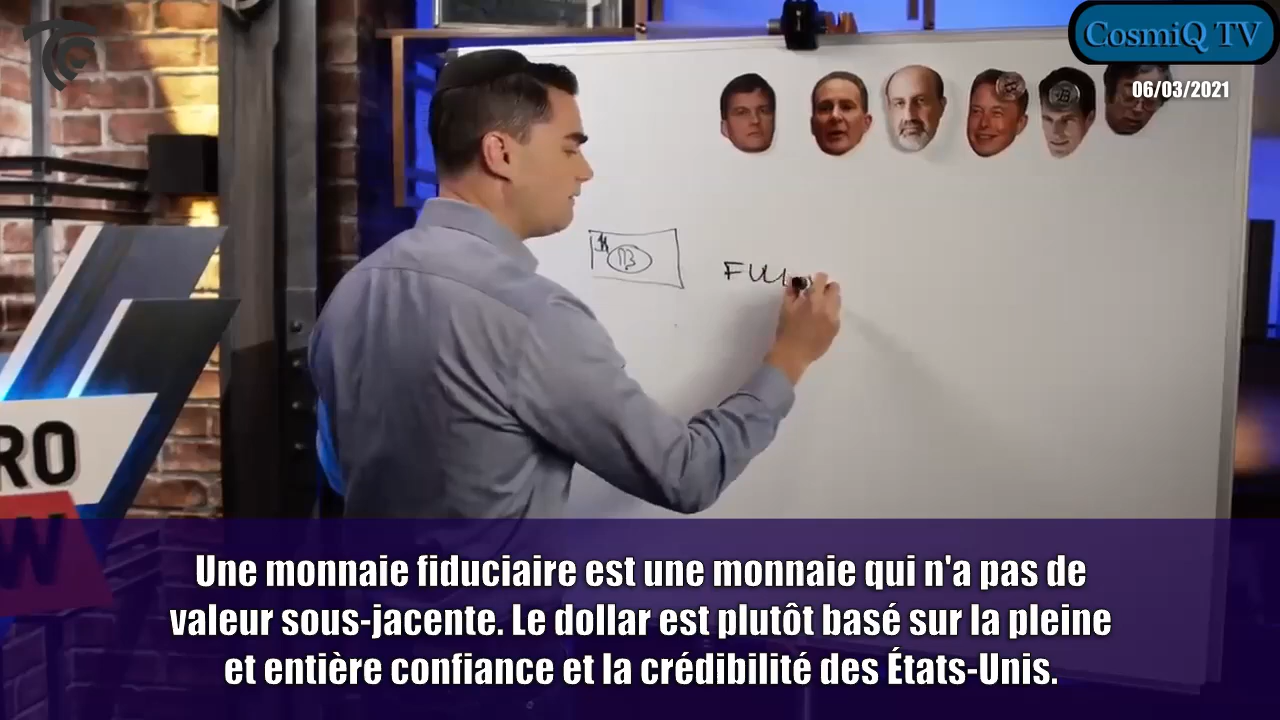 CosmiQ TV
06/03/2021
FULL
RO
W
Une monnaie fiduciaire est une monnaie qui n'a pas de
valeur sous-jacente. Le dollar est plutôt basé sur la pleine
et entière confiance et la crédibilité des États-Unis.